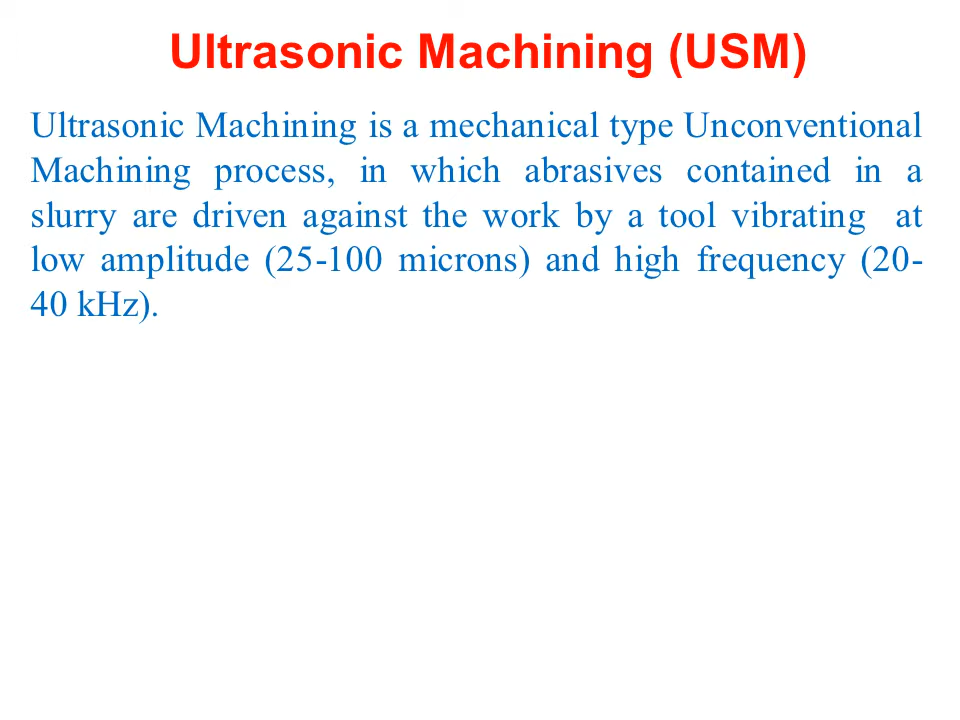 Ultrasonic Machining (USM)
Ultrasonic Machining is a mechanical type Unconventional
Machining process, in which abrasives contained in a
slurry are driven against the work by a tool vibrating at
low amplitude (25-100 microns) and high frequency (20-
40 kHz).